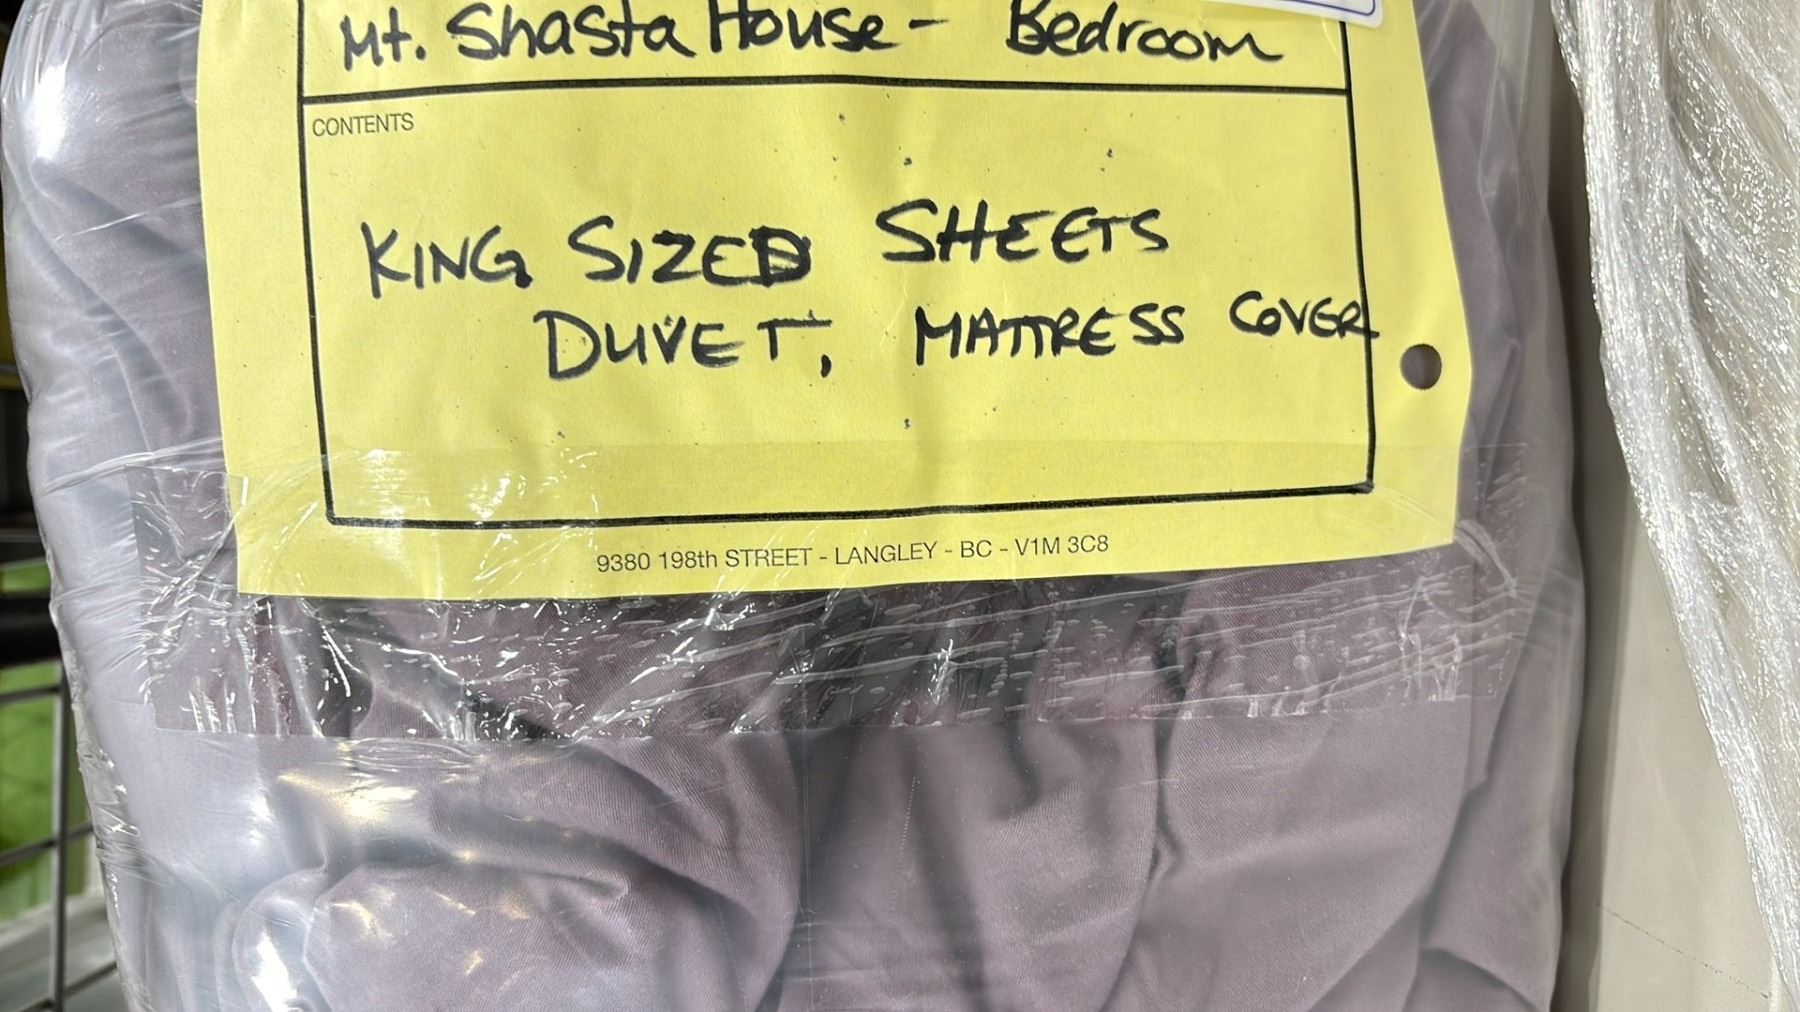 Mt. Shasta House - Bedroom
CONTENTS
KING SIZED SHEETS
DUVET, MATTRESS COVER
9380 198th STREET - LANGLEY - BC - V1M 3C8